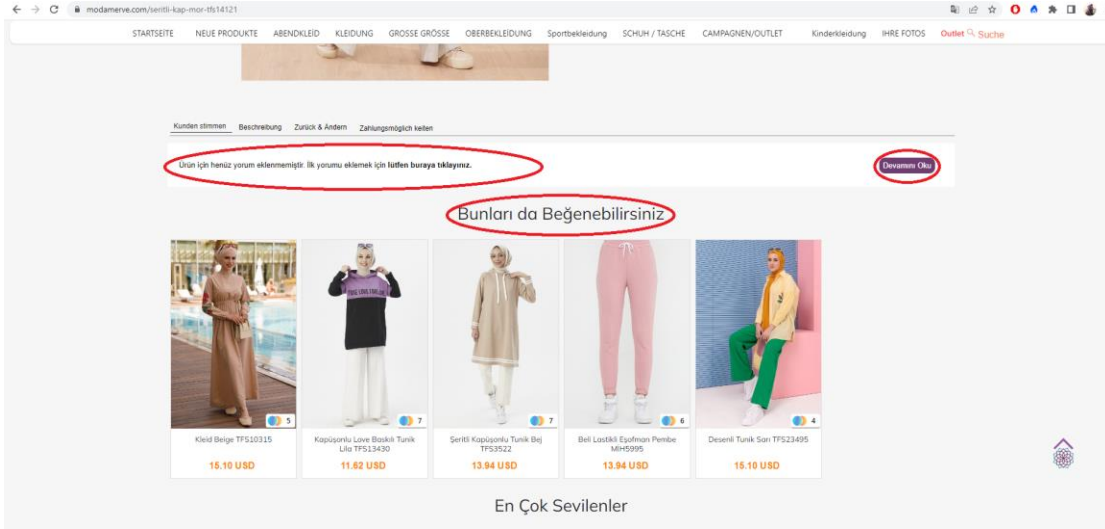 modamerve.com/seritli-kap-mor-tfs14121
STARTSEITE NEUE PRODUKTE ABENDKLEID KLEIDUNG GROSSE GRÖSSE OBERBEKLEIDUNG Sportbekleidung SCHUH / TASCHE CAMPAGNEN/OUTLET Kinderkleidung IHRE FOTOS Outlet Suche
Kunden stimmen Beschreibung Zurück & Ändern Zahlungsmöglich keiten
Ürün için henüz yorum eklenmemiştir. İlk yorumu eklemek için lütfen buraya tıklayınız. Devamını Oku
Bunları da Beğenebilirsiniz
5 7 7 6 4
Kleid Beige TFS10315
15.10 USD
Kapüşonlu Love Baskılı Tunik
Lila TFS13430
11.62 USD
Şeritli Kapüşonlu Tunik Bej
TFS3522
13.94 USD
Beli Lastikli Eşofman Pembe
MİH5995
13.94 USD
Desenli Tunik Sarı TFS23495
15.10 USD
En Çok Sevilenler